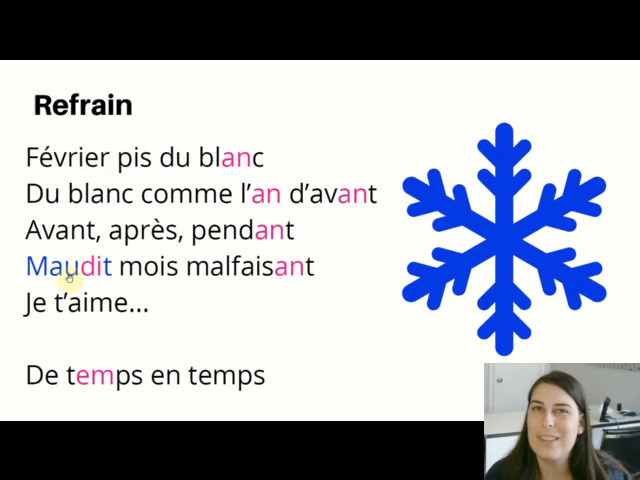 Refrain
Février pis du blanc
Du blanc comme l'an d'avant
Avant, après, pendant
Maudit mois malfaisant
Je t'aime...
De temps en temps